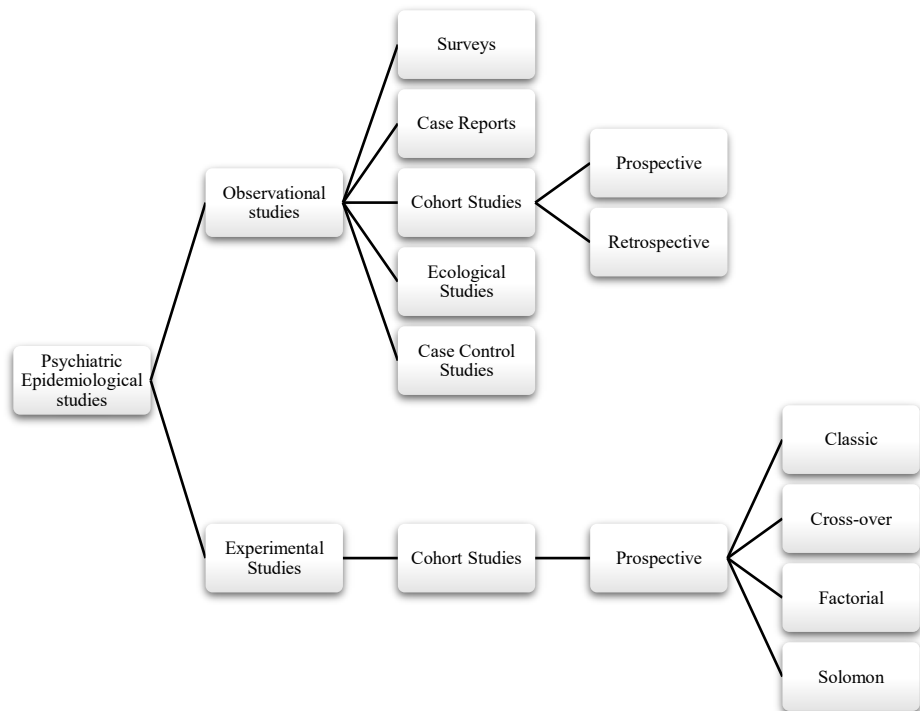 Surveys
Case Reports
Prospective
Observational
studies
Cohort Studies
Retrospective
Ecological
Studies
Case Control
Studies
Psychiatric
Epidemiological
studies
Classic
Cross-over
Experimental
Studies
Cohort Studies
Prospective
Factorial
Solomon